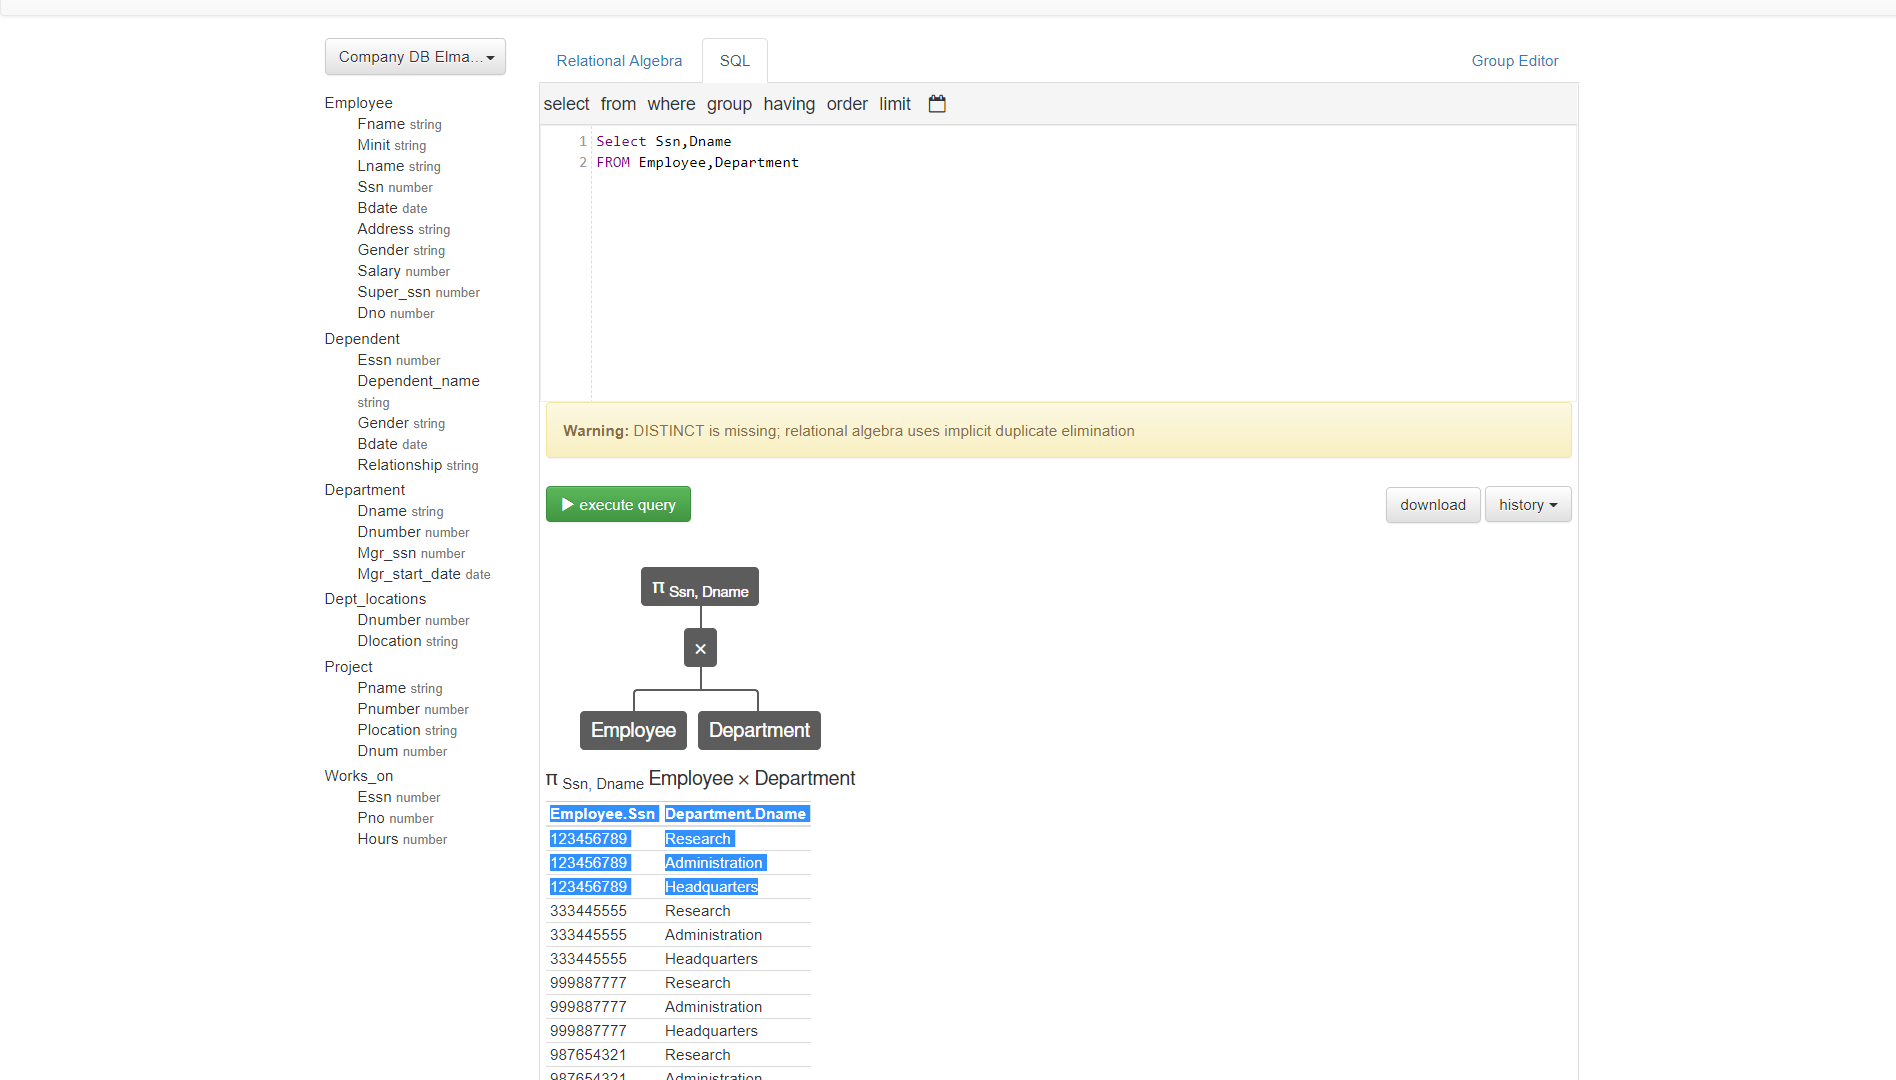 Company DB Elma...
Relational Algebra
SQL
Group Editor
select from where group having order limit
1 Select Ssn,Dname
2 FROM Employee,Department
Warning: DISTINCT is missing; relational algebra uses implicit duplicate elimination
execute query
download
history
Employee
Fname string
Minit string
Lname string
Ssn number
Bdate date
Address string
Gender string
Salary number
Super_ssn number
Dno number
Dependent
Essn number
Dependent_name
string
Gender string
Bdate date
Relationship string
Department
Dname string
Dnumber number
Mgr_ssn number
Mgr_start_date date
Dept_locations
Dnumber number
Dlocation string
Project
Pname string
Pnumber number
Plocation string
Dnum number
Works_on
Essn number
Pno number
Hours number
π Ssn, Dname
×
Employee
Department
π Ssn, Dname Employee × Department
Employee.Ssn Department.Dname
123456789 Research
123456789 Administration
123456789 Headquarters
333445555 Research
333445555 Administration
333445555 Headquarters
999887777 Research
999887777 Administration
999887777 Headquarters
987654321 Research
987654321 Administration